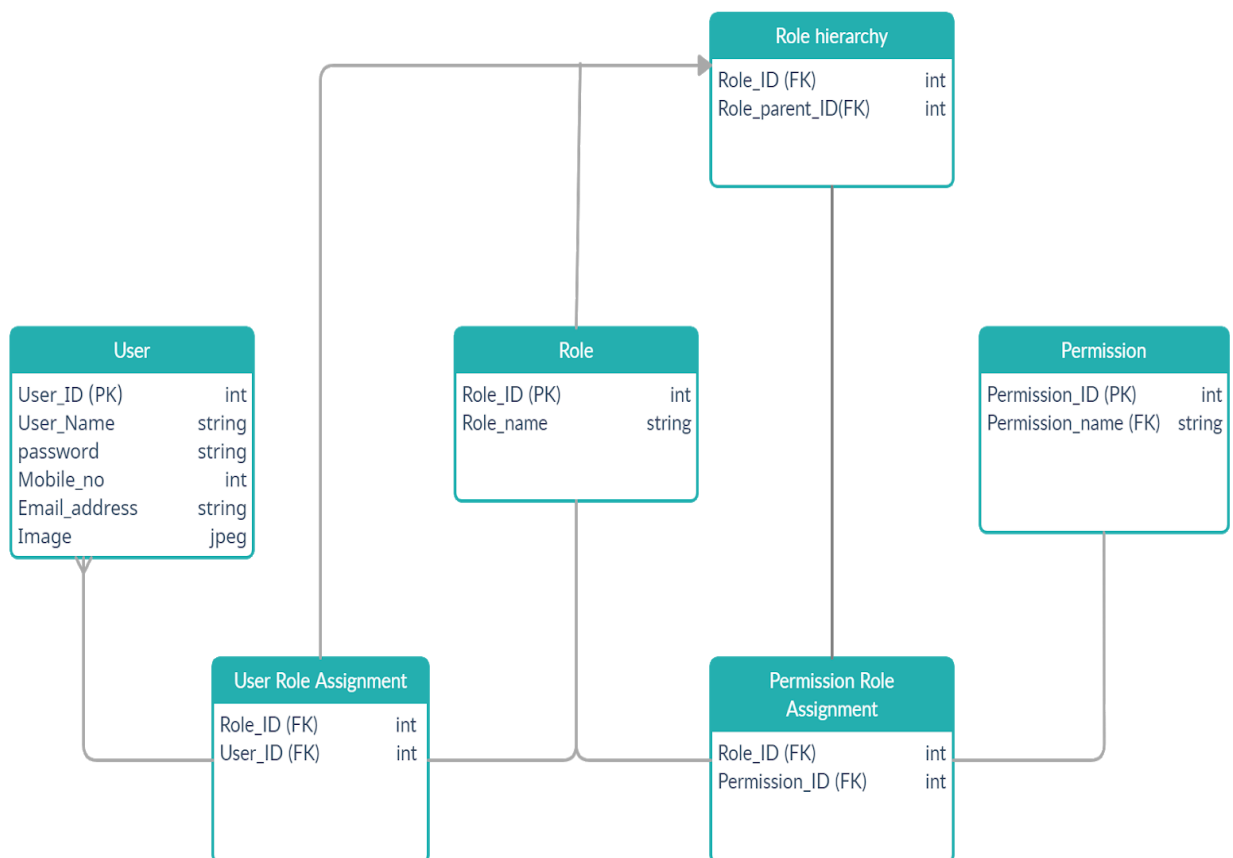 Role hierarchy
Role_ID (FK) int
Role_parent_ID(FK) int
User
User_ID (PK) int
User_Name string
password string
Mobile_no int
Email_address string
Image jpeg
Role
Role_ID (PK) int
Role_name string
Permission
Permission_ID (PK) int
Permission_name (FK) string
User Role Assignment
Role_ID (FK) int
User_ID (FK) int
Permission Role
Assignment
Role_ID (FK) int
Permission_ID (FK) int